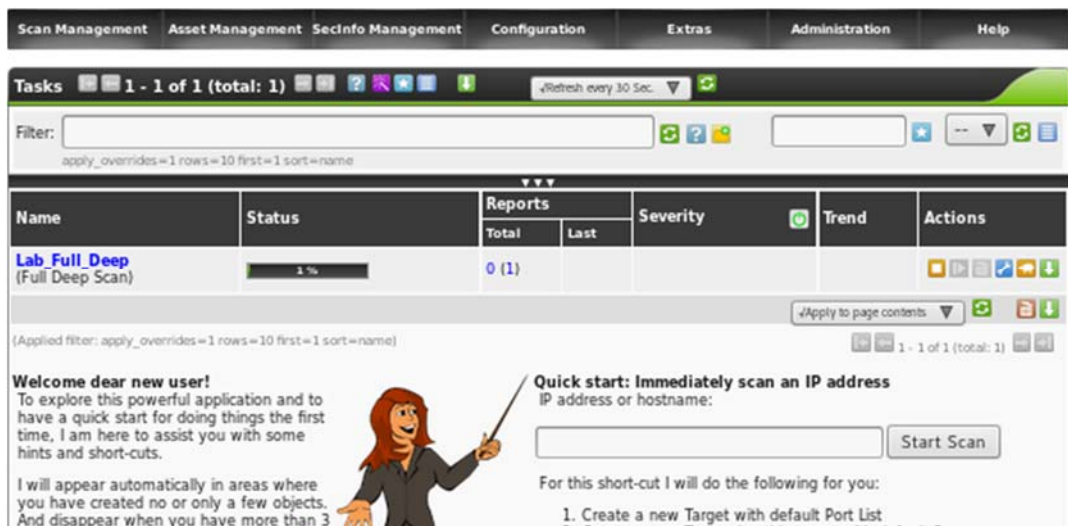 Scan Management Asset Management SecInfo Management Configuration Extras Administration Help
Tasks 1 - 1 of 1 (total: 1) √Refresh every 30 Sec.
Filter: --
apply_overrides=1 rows=10 first=1 sort=name
Name Status Reports Severity Trend Actions
Total Last
Lab_Full_Deep
(Full Deep Scan) 1 % 0 (1)
√Apply to page contents
(Applied filter: apply_overrides=1 rows=10 first=1 sort=name) 1 - 1 of 1 (total: 1)
Welcome dear new user!
To explore this powerful application and to
have a quick start for doing things the first
time, I am here to assist you with some
hints and short-cuts.
I will appear automatically in areas where
you have created no or only a few objects.
And disappear when you have more than 3
Quick start: Immediately scan an IP address
IP address or hostname:
Start Scan
For this short-cut I will do the following for you:
1. Create a new Target with default Port List